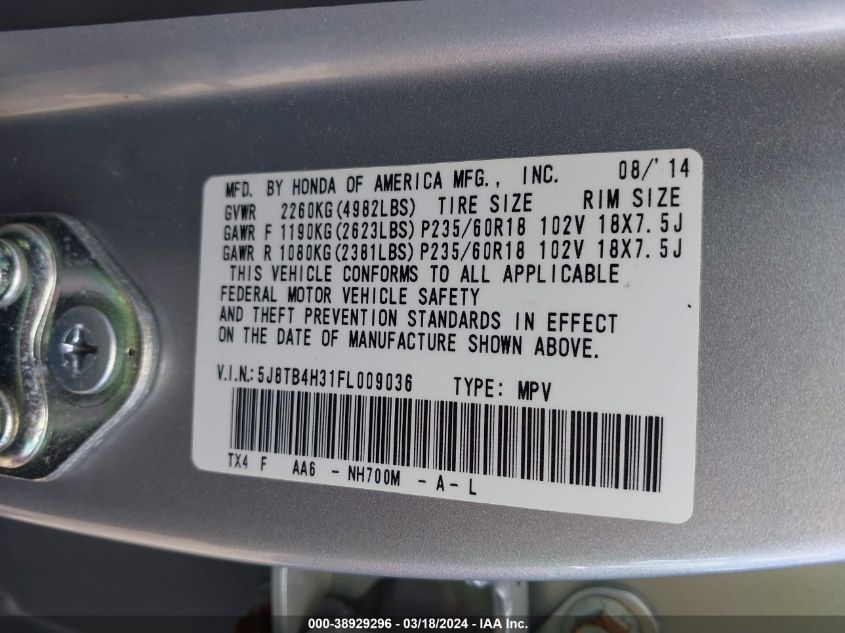 MFD. BY HONDA OF AMERICA MFG., INC. 08/'14
GVWR 2260KG(4982LBS) TIRE SIZE RIM SIZE
GAWR F 1190KG(2623LBS) P235/60R18 102V 18X7.5J
GAWR R 1080KG(2381LBS) P235/60R18 102V 18X7.5J
THIS VEHICLE CONFORMS TO ALL APPLICABLE
FEDERAL MOTOR VEHICLE SAFETY
AND THEFT PREVENTION STANDARDS IN EFFECT
ON THE DATE OF MANUFACTURE SHOWN ABOVE.
V.I.N.: 5J8TB4H31FL009036 TYPE: MPV
TX4 F AA6 - NH700M - A - L
000-38929296 - 03/18/2024 - IAA Inc.